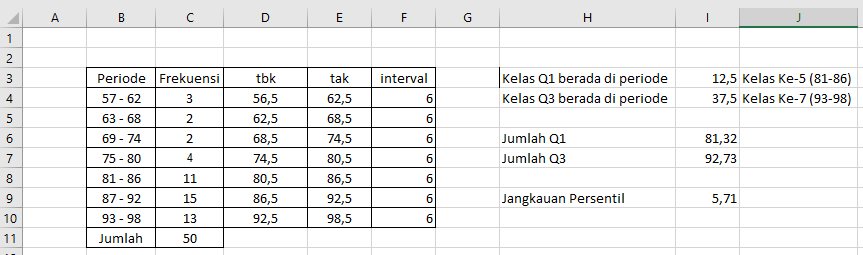 A B C D E F G H I J
1
2
3 Periode Frekuensi tbk tak interval Kelas Q1 berada di periode 12,5 Kelas Ke-5 (81-86)
4 57 - 62 3 56,5 62,5 6 Kelas Q3 berada di periode 37,5 Kelas Ke-7 (93-98)
5 63 - 68 2 62,5 68,5 6
6 69 - 74 2 68,5 74,5 6 Jumlah Q1 81,32
7 75 - 80 4 74,5 80,5 6 Jumlah Q3 92,73
8 81 - 86 11 80,5 86,5 6
9 87 - 92 15 86,5 92,5 6 Jangkauan Persentil 5,71
10 93 - 98 13 92,5 98,5 6
11 Jumlah 50